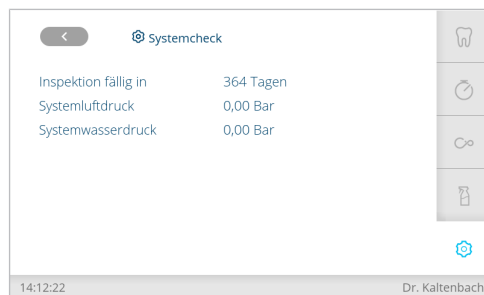 Systemcheck
Inspektion fällig in 364 Tagen
Systemluftdruck 0,00 Bar
Systemwasserdruck 0,00 Bar
14:12:22 Dr. Kaltenbach